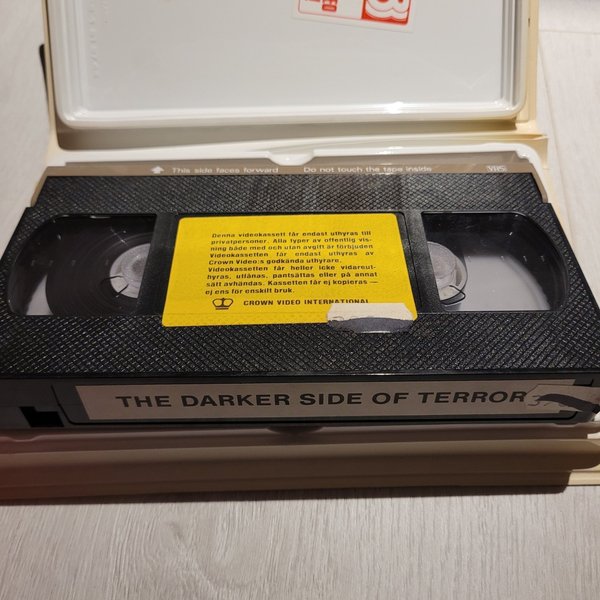 This side faces forward Do not touch the tape inside VHS
Denna videokassett får endast uthyras till
privatpersoner. Alla typer av offentlig vis-
ning både med och utan avgift är förbjuden
Videokassetten får endast uthyras av
Crown Video:s godkända uthyrare.
Videokassetten får heller icke vidareut-
hyras, utlånas, pantsättas eller på annat
sätt avhändas. Kassetten får ej kopieras —
ej ens för enskilt bruk.
CROWN VIDEO INTERNATIONAL
THE DARKER SIDE OF TERROR